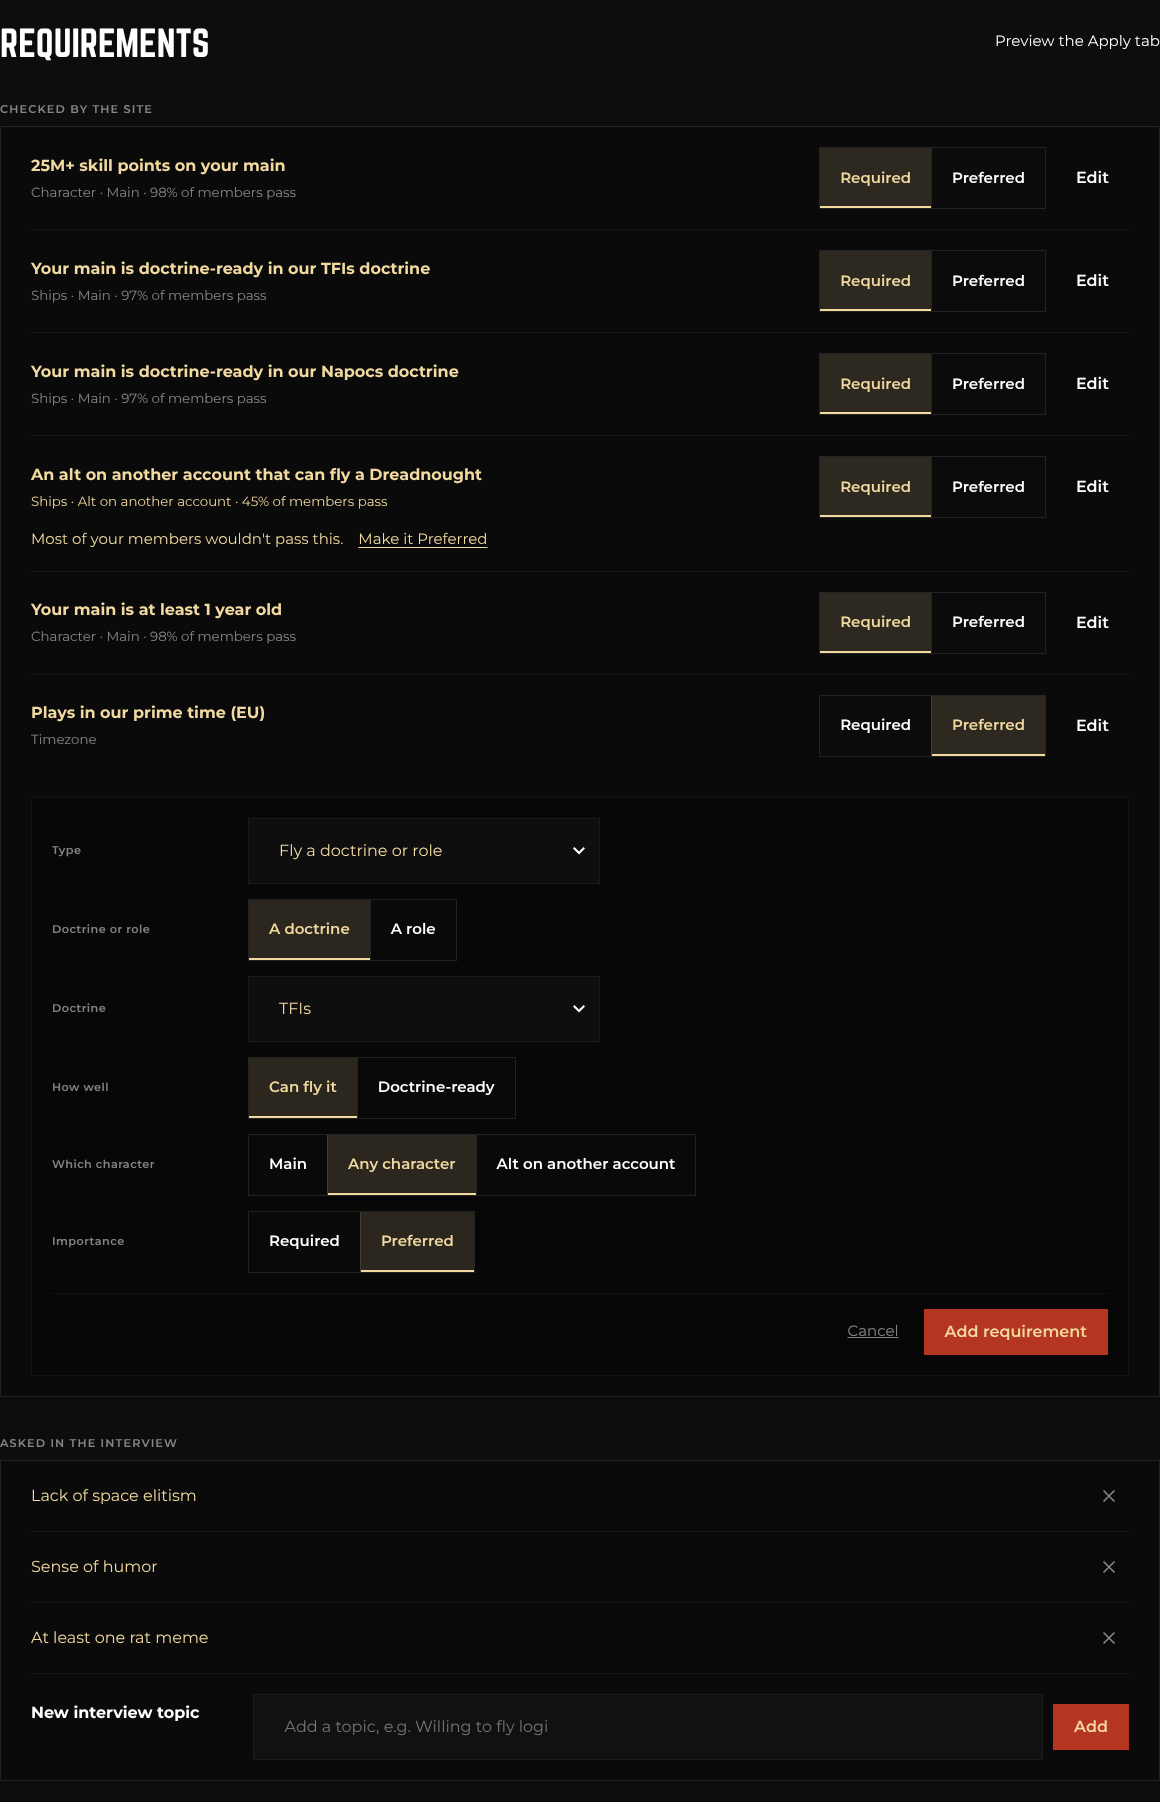 REQUIREMENTS
Preview the Apply tab
CHECKED BY THE SITE
25M+ skill points on your main
Character · Main · 98% of members pass
Required Preferred Edit
Your main is doctrine-ready in our TFIs doctrine
Ships · Main · 97% of members pass
Required Preferred Edit
Your main is doctrine-ready in our Napocs doctrine
Ships · Main · 97% of members pass
Required Preferred Edit
An alt on another account that can fly a Dreadnought
Ships · Alt on another account · 45% of members pass
Required Preferred Edit
Most of your members wouldn't pass this. Make it Preferred
Your main is at least 1 year old
Character · Main · 98% of members pass
Required Preferred Edit
Plays in our prime time (EU)
Timezone
Required Preferred Edit
Type Fly a doctrine or role
Doctrine or role A doctrine A role
Doctrine TFIs
How well Can fly it Doctrine-ready
Which character Main Any character Alt on another account
Importance Required Preferred
Cancel Add requirement
ASKED IN THE INTERVIEW
Lack of space elitism
Sense of humor
At least one rat meme
New interview topic Add a topic, e.g. Willing to fly logi Add